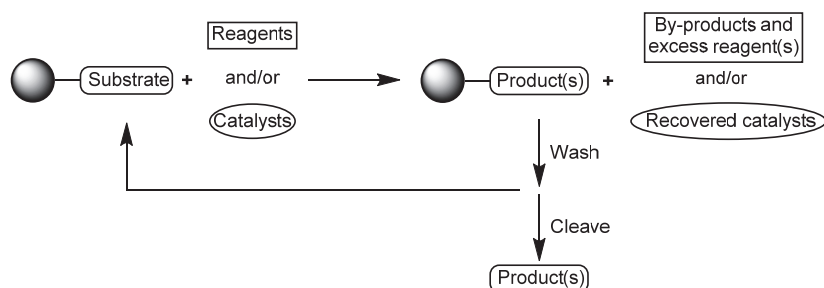 Reagents
Substrate + and/or
Catalysts
Product(s) +
By-products and
excess reagent(s)
and/or
Recovered catalysts
Wash
Cleave
Product(s)